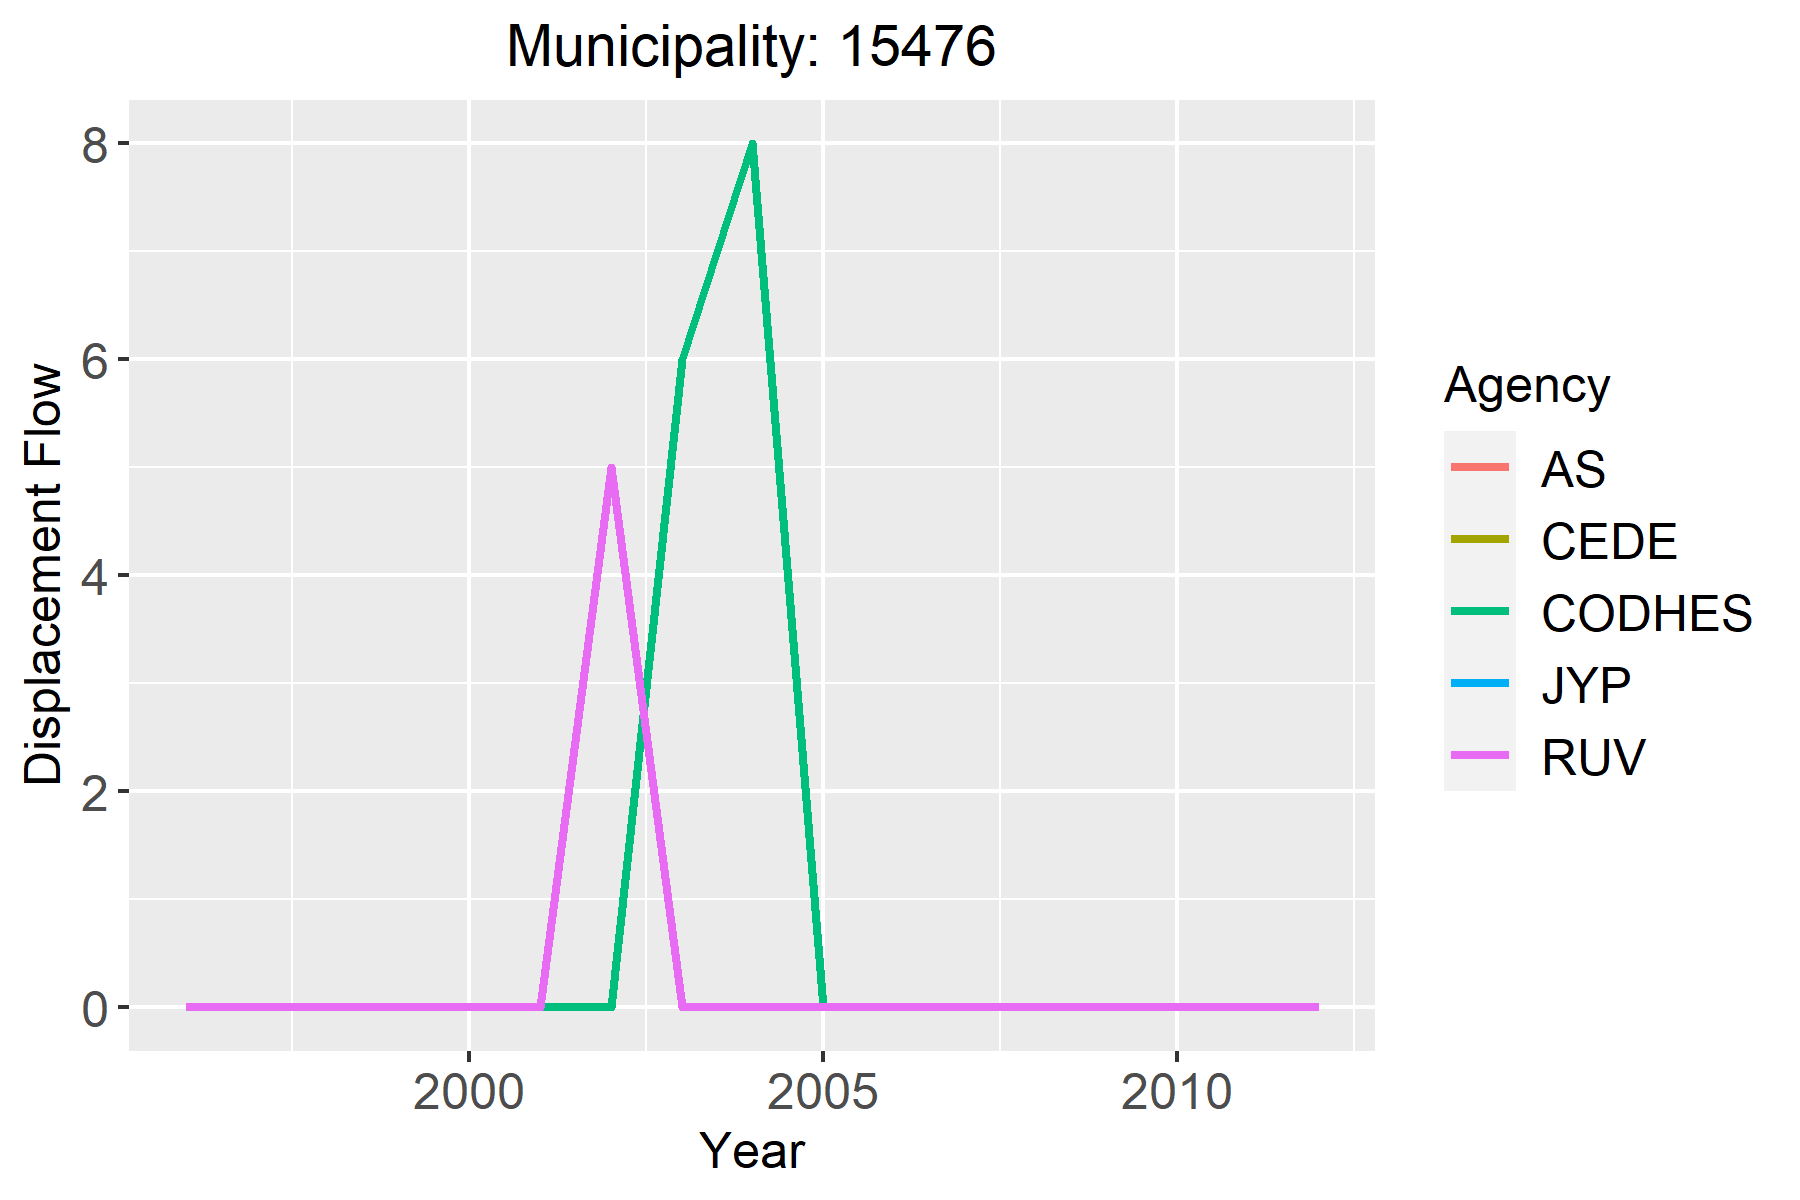 Municipality: 15476
Displacement Flow
8
6
4
2
0
2000 2005 2010
Year
Agency
AS
CEDE
CODHES
JYP
RUV